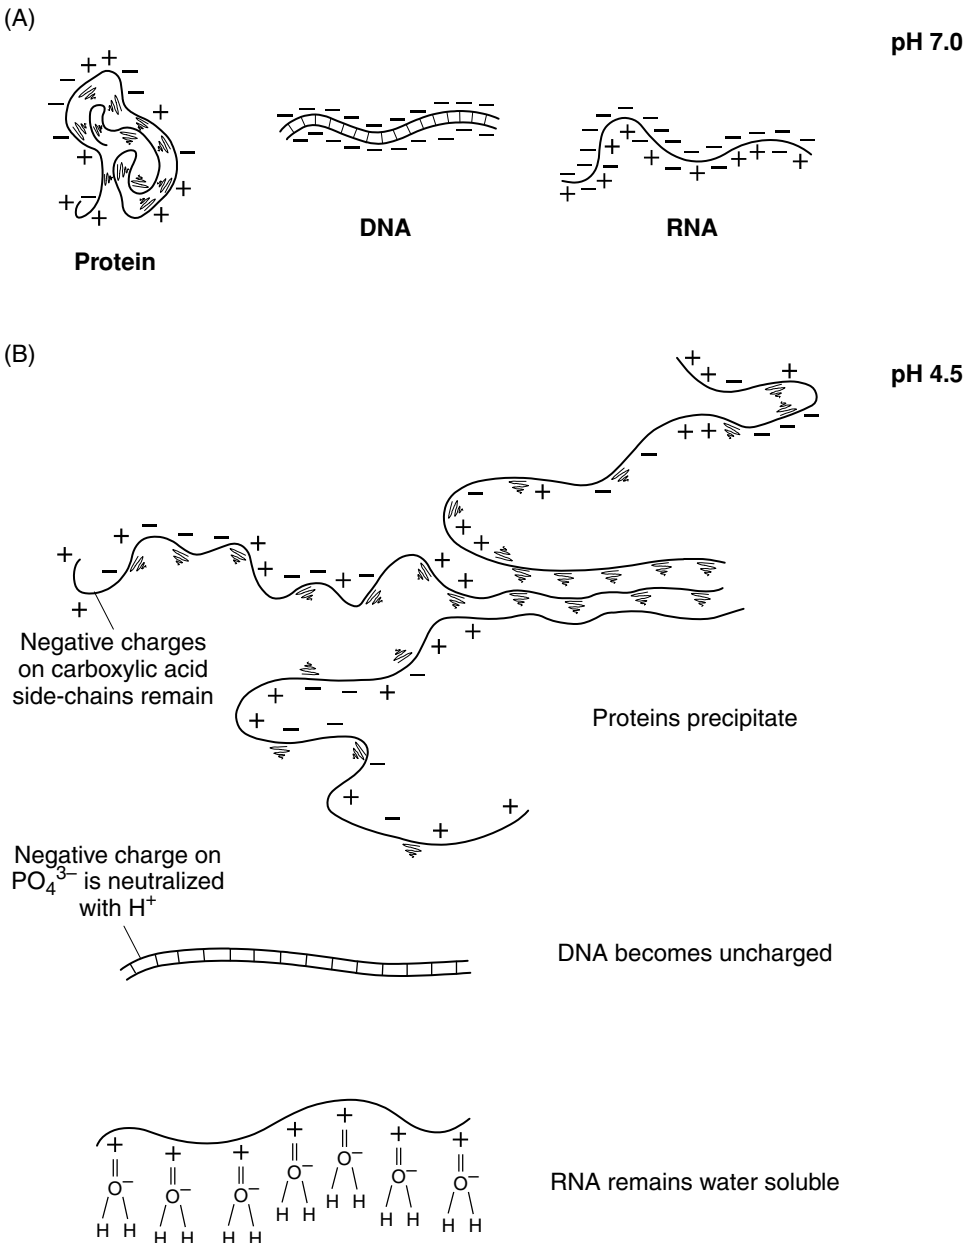 (A)
pH 7.0
Protein
DNA
RNA
(B)
pH 4.5
Negative charges
on carboxylic acid
side-chains remain
Proteins precipitate
Negative charge on
PO₄³⁻ is neutralized
with H⁺
DNA becomes uncharged
RNA remains water soluble
O⁻ O⁻ O⁻ O⁻ O⁻ O⁻ O⁻
H H H H H H H H H H H H H H